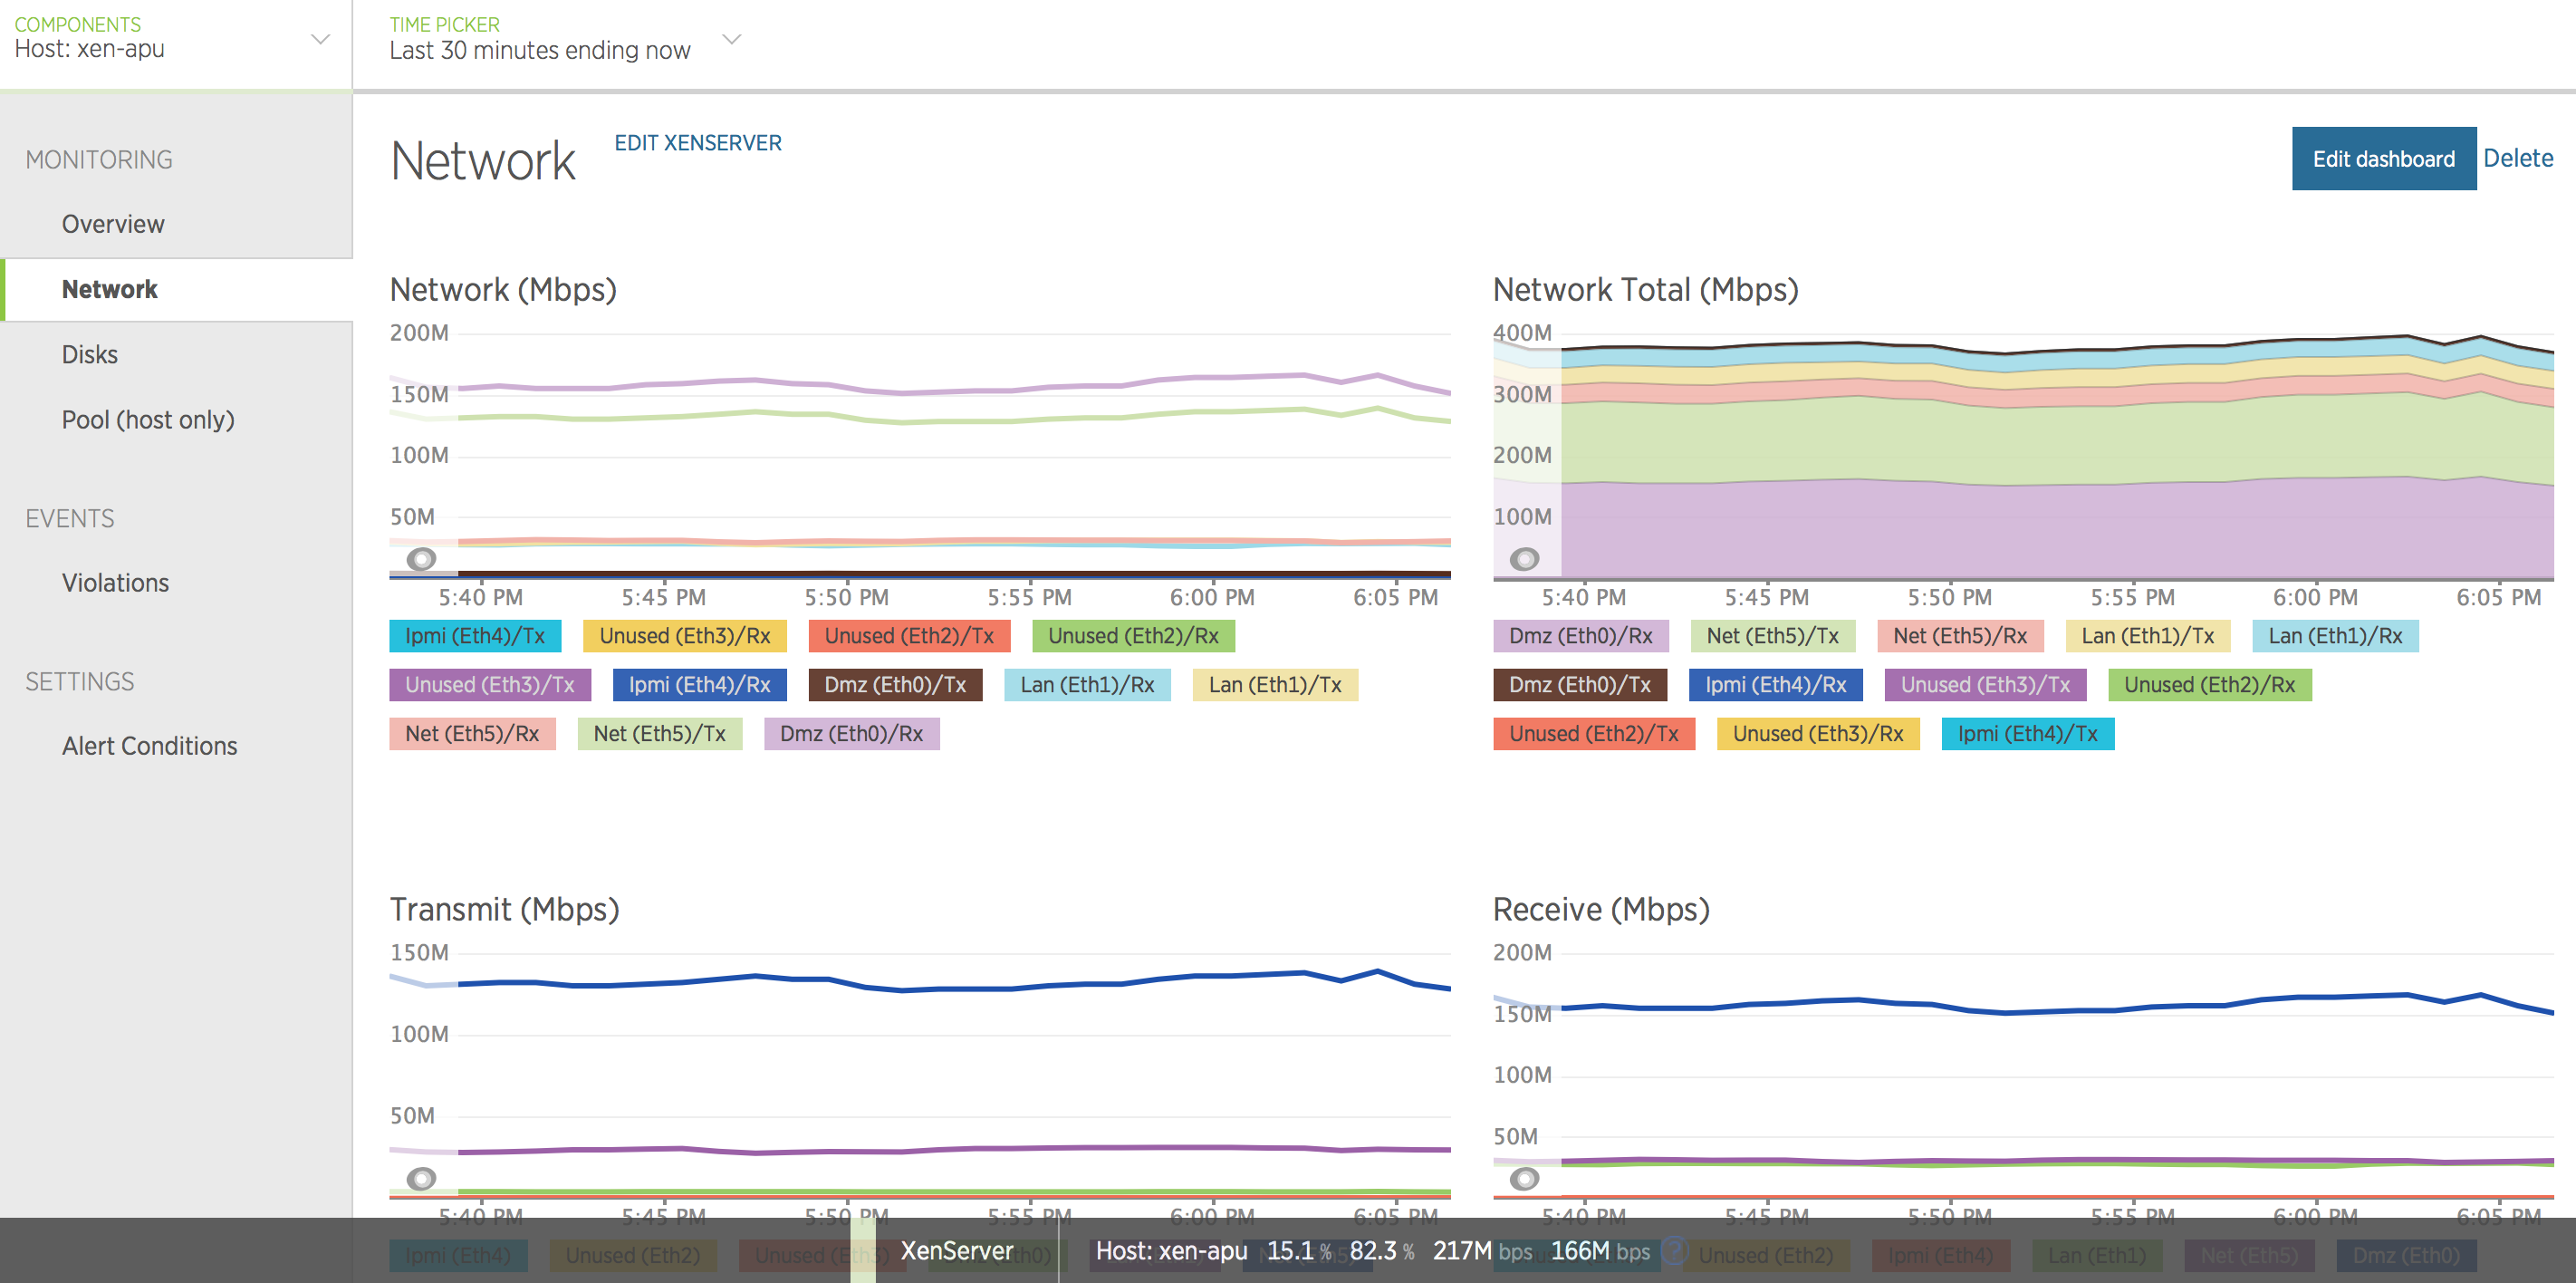 COMPONENTS
Host: xen-apu
TIME PICKER
Last 30 minutes ending now
MONITORING
Overview
Network
Disks
Pool (host only)
EVENTS
Violations
SETTINGS
Alert Conditions
Network
EDIT XENSERVER
Edit dashboard
Delete
Network (Mbps)
200M
150M
100M
50M
5:40 PM 5:45 PM 5:50 PM 5:55 PM 6:00 PM 6:05 PM
Ipmi (Eth4)/Tx Unused (Eth3)/Rx Unused (Eth2)/Tx Unused (Eth2)/Rx
Unused (Eth3)/Tx Ipmi (Eth4)/Rx Dmz (Eth0)/Tx Lan (Eth1)/Rx Lan (Eth1)/Tx
Net (Eth5)/Rx Net (Eth5)/Tx Dmz (Eth0)/Rx
Network Total (Mbps)
400M
300M
200M
100M
5:40 PM 5:45 PM 5:50 PM 5:55 PM 6:00 PM 6:05 PM
Dmz (Eth0)/Rx Net (Eth5)/Tx Net (Eth5)/Rx Lan (Eth1)/Tx Lan (Eth1)/Rx
Dmz (Eth0)/Tx Ipmi (Eth4)/Rx Unused (Eth3)/Tx Unused (Eth2)/Rx
Unused (Eth2)/Tx Unused (Eth3)/Rx Ipmi (Eth4)/Tx
Transmit (Mbps)
150M
100M
50M
5:40 PM 5:45 PM 5:50 PM 5:55 PM 6:00 PM 6:05 PM
Ipmi (Eth4) Unused (Eth2)
Receive (Mbps)
200M
150M
100M
50M
5:40 PM 5:45 PM 5:50 PM 5:55 PM 6:00 PM 6:05 PM
Unused (Eth2) Ipmi (Eth4) Lan (Eth1) Net (Eth5) Dmz (Eth0)
XenServer Host: xen-apu 15.1 % 82.3 % 217M bps 166M bps ?